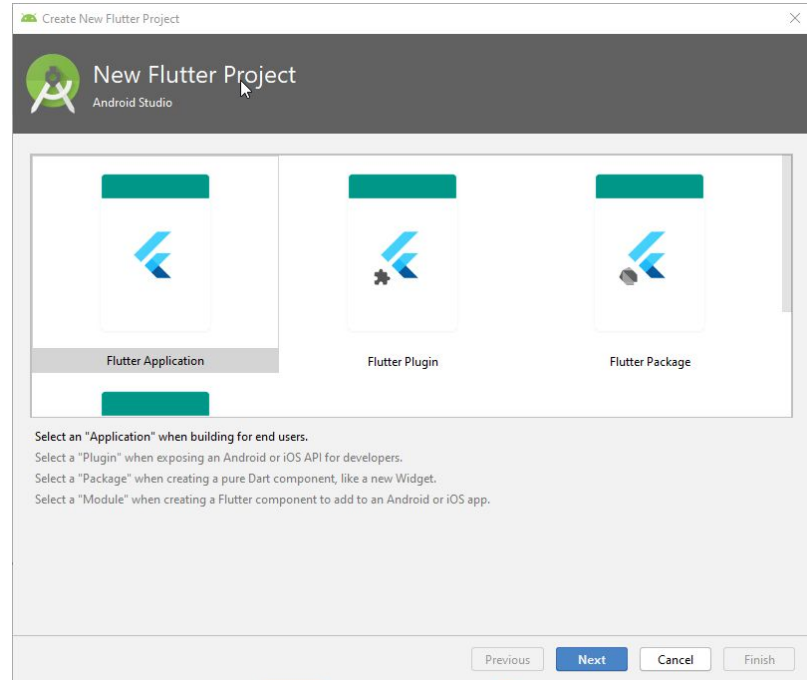 Create New Flutter Project
New Flutter Project
Android Studio
Flutter Application
Flutter Plugin
Flutter Package
Select an "Application" when building for end users.
Select a "Plugin" when exposing an Android or iOS API for developers.
Select a "Package" when creating a pure Dart component, like a new Widget.
Select a "Module" when creating a Flutter component to add to an Android or iOS app.
Previous
Next
Cancel
Finish